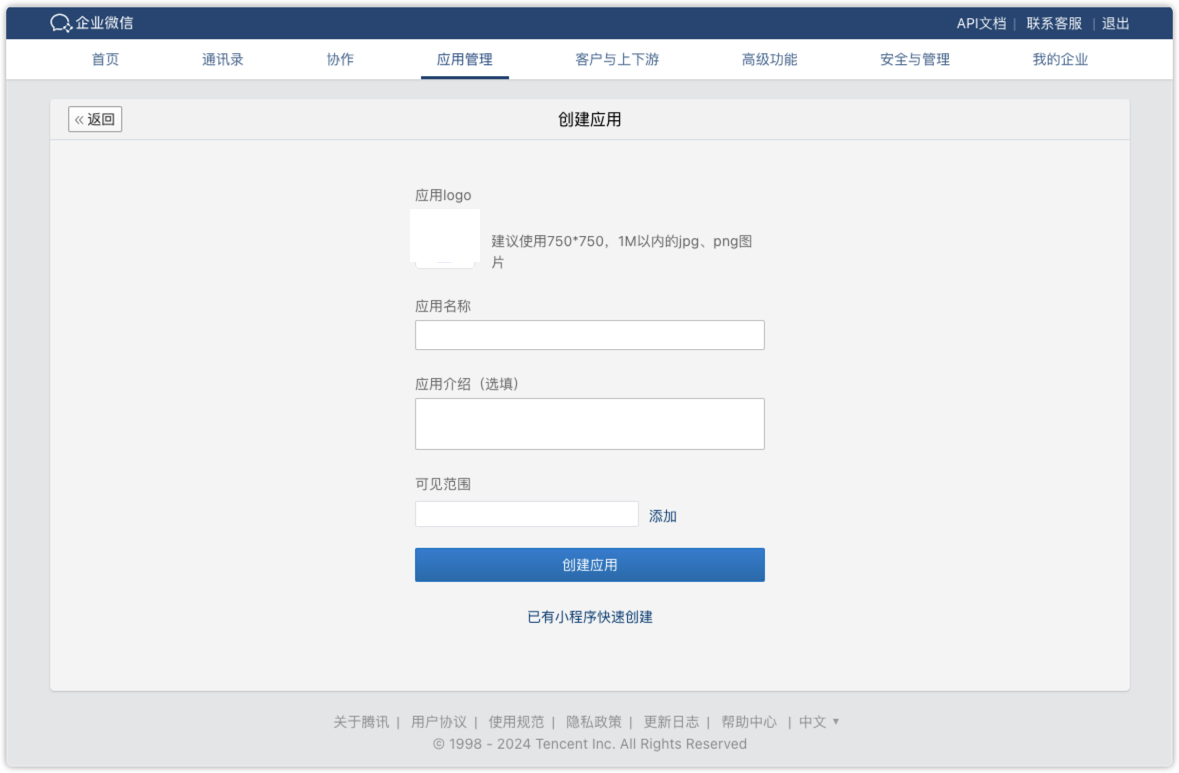 企业微信
API文档 | 联系客服 | 退出
首页 通讯录 协作 应用管理 客户与上下游 高级功能 安全与管理 我的企业
« 返回
创建应用
应用logo
建议使用750*750，1M以内的jpg、png图
片
应用名称
应用介绍（选填）
可见范围
添加
创建应用
已有小程序快速创建
关于腾讯 | 用户协议 | 使用规范 | 隐私政策 | 更新日志 | 帮助中心 | 中文 ▼
© 1998 - 2024 Tencent Inc. All Rights Reserved